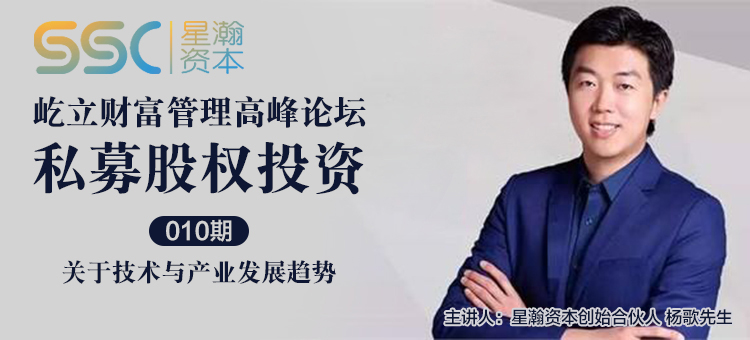 SSC 星瀚资本
屹立财富管理高峰论坛
私募股权投资
010期
关于技术与产业发展趋势
主讲人：星瀚资本创始合伙人 杨歌先生